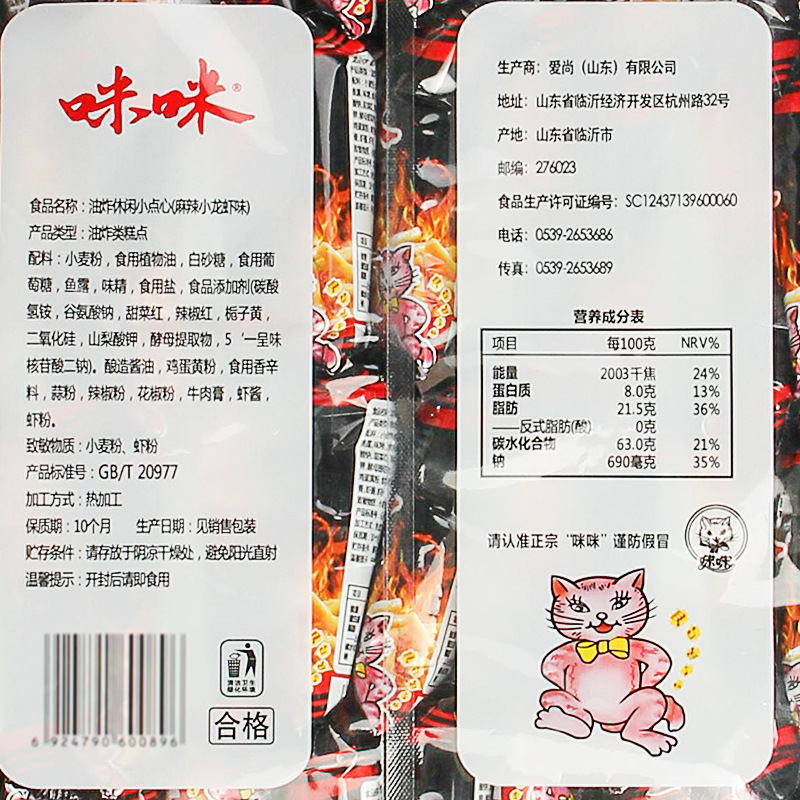 咪咪®
食品名称：油炸休闲小点心(麻辣小龙虾味)
产品类型：油炸类糕点
配料：小麦粉，食用植物油，白砂糖，食用葡
萄糖，鱼露，味精，食用盐，食品添加剂(碳酸
氢铵，谷氨酸钠，甜菜红，辣椒红，栀子黄，
二氧化硅，山梨酸钾，酵母提取物，5‘一呈味
核苷酸二钠)。酿造酱油，鸡蛋黄粉，食用香辛
料，蒜粉，辣椒粉，花椒粉，牛肉膏，虾酱，
虾粉。
致敏物质：小麦粉、虾粉
产品标准号：GB/T 20977
加工方式：热加工
保质期：10个月 生产日期：见销售包装
贮存条件：请存放于阴凉干燥处，避免阳光直射
温馨提示：开封后请即食用
6 924790 600896
清洁卫生
绿化环境
合格
生产商：爱尚（山东）有限公司
地址：山东省临沂经济开发区杭州路32号
产地：山东省临沂市
邮编：276023
食品生产许可证编号：SC12437139600060
电话：0539-2653686
传真：0539-2653689
营养成分表
项目 每100克 NRV%
能量 2003千焦 24%
蛋白质 8.0克 13%
脂肪 21.5克 36%
——反式脂肪(酸) 0克
碳水化合物 63.0克 21%
钠 690毫克 35%
请认准正宗“咪咪”谨防假冒
咪咪